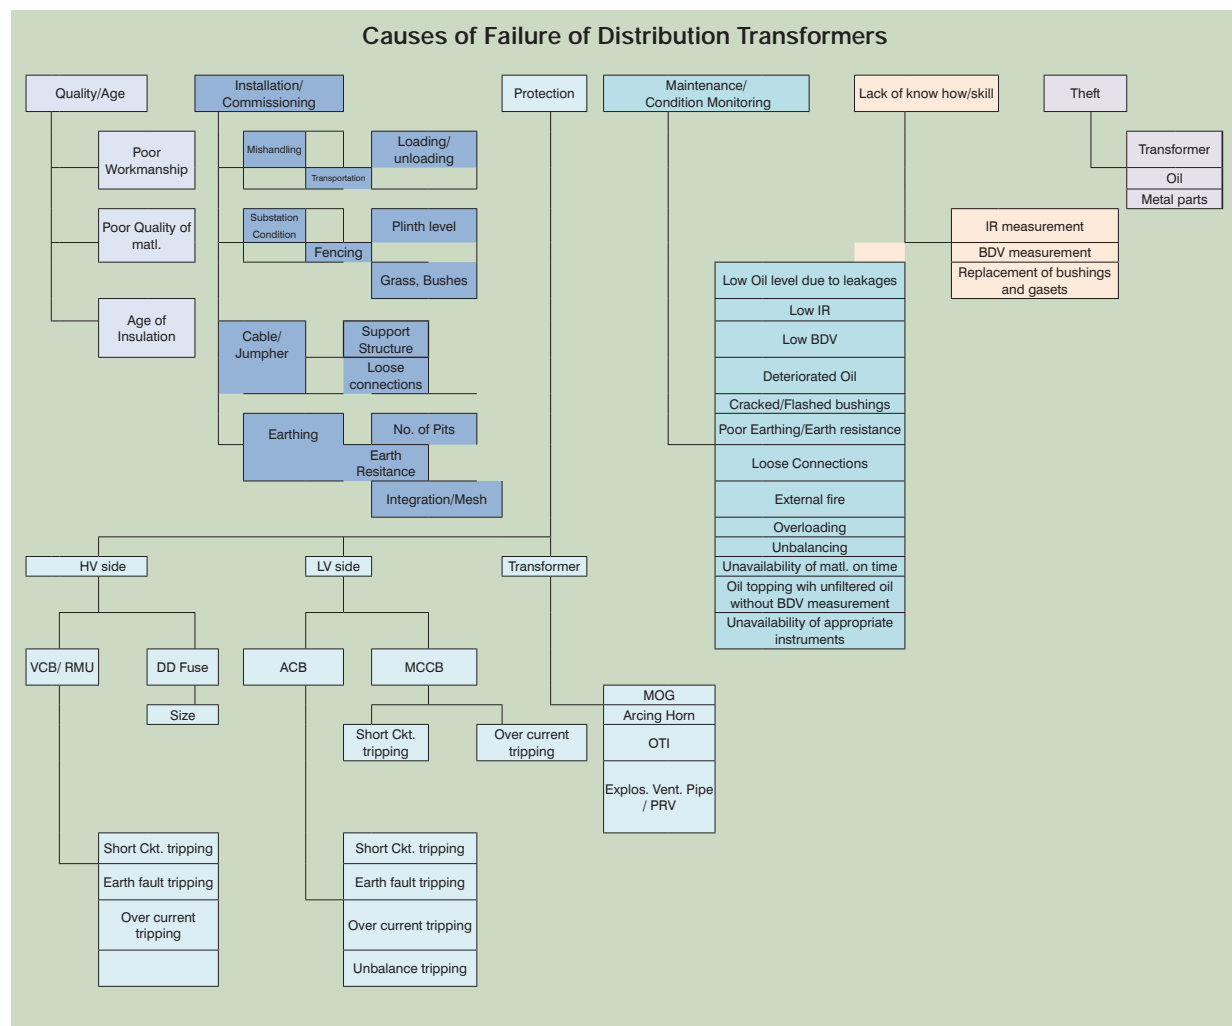 Causes of Failure of Distribution Transformers
Quality/Age
Installation/
Commissioning
Protection
Maintenance/
Condition Monitoring
Lack of know how/skill
Theft
Poor
Workmanship
Poor Quality of
matl.
Age of
Insulation
Mishandling
Transportation
Loading/
unloading
Substation
Condition
Fencing
Plinth level
Grass, Bushes
Cable/
Jumpher
Support
Structure
Loose
connections
Earthing
No. of Pits
Earth
Resitance
Integration/Mesh
Transformer
Oil
Metal parts
IR measurement
BDV measurement
Replacement of bushings
and gasets
Low Oil level due to leakages
Low IR
Low BDV
Deteriorated Oil
Cracked/Flashed bushings
Poor Earthing/Earth resistance
Loose Connections
External fire
Overloading
Unbalancing
Unavailability of matl. on time
Oil topping wih unfiltered oil
without BDV measurement
Unavailability of appropriate
instruments
HV side
LV side
Transformer
VCB/ RMU
DD Fuse
Size
ACB
MCCB
Short Ckt.
tripping
Over current
tripping
MOG
Arcing Horn
OTI
Explos. Vent. Pipe
/ PRV
Short Ckt. tripping
Earth fault tripping
Over current
tripping
Short Ckt. tripping
Earth fault tripping
Over current tripping
Unbalance tripping